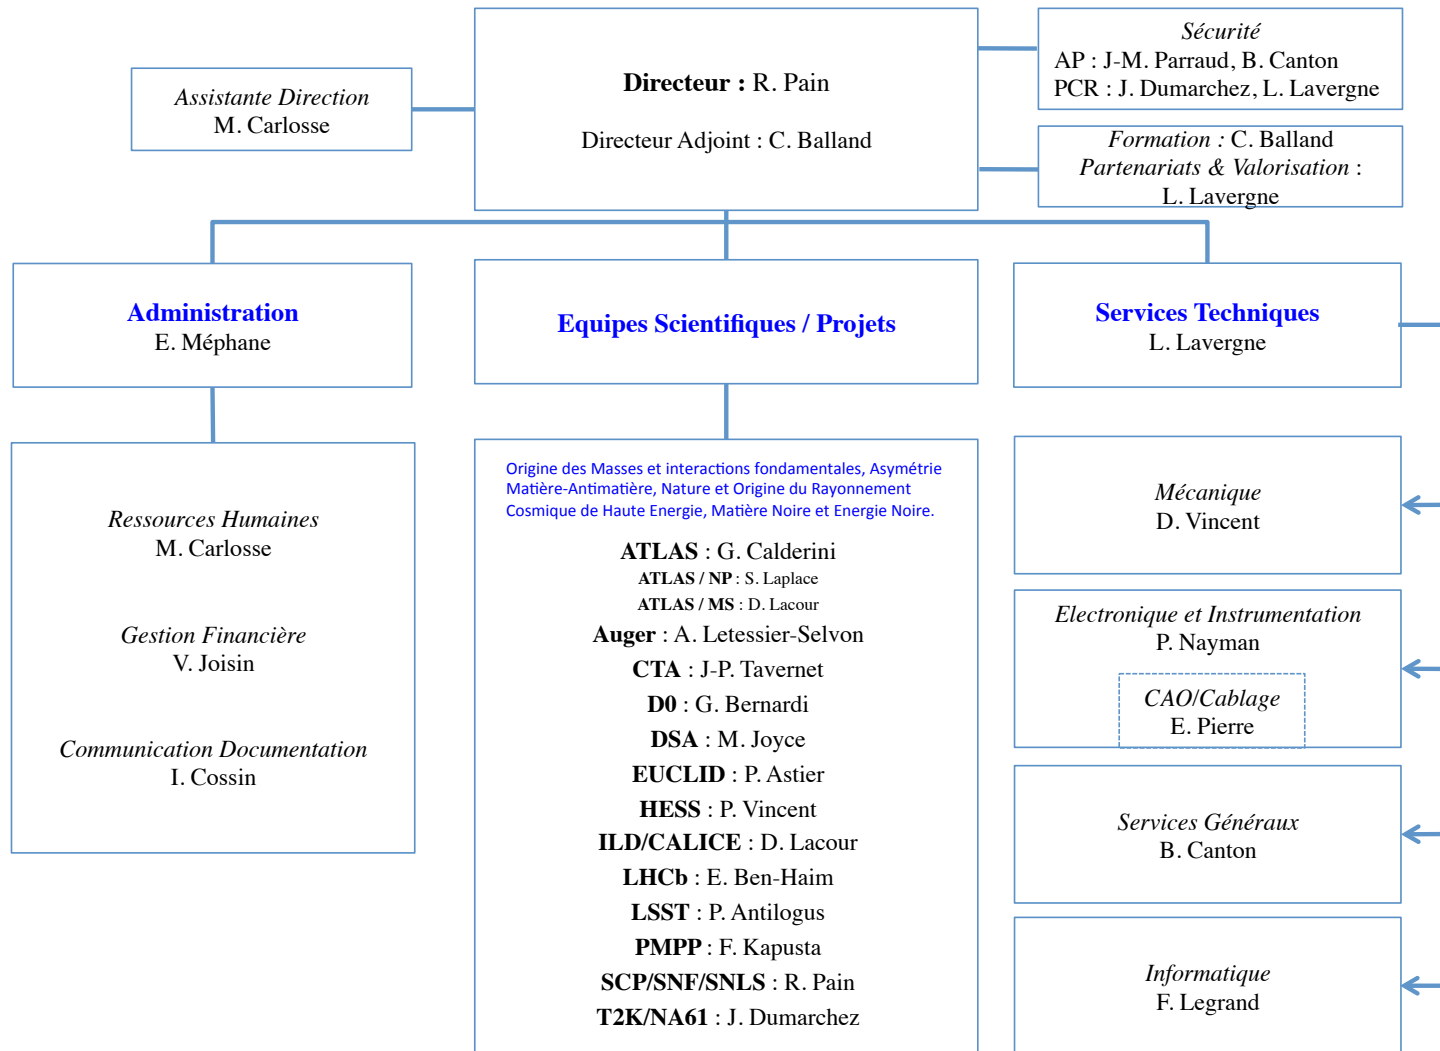 Sécurité
AP : J-M. Parraud, B. Canton
PCR : J. Dumarchez, L. Lavergne
Directeur : R. Pain
Directeur Adjoint : C. Balland
Assistante Direction
M. Carlosse
Formation : C. Balland
Partenariats & Valorisation :
L. Lavergne
Administration
E. Méphane
Equipes Scientifiques / Projets
Services Techniques
L. Lavergne
Ressources Humaines
M. Carlosse
Gestion Financière
V. Joisin
Communication Documentation
I. Cossin
Origine des Masses et interactions fondamentales, Asymétrie
Matière-Antimatière, Nature et Origine du Rayonnement
Cosmique de Haute Energie, Matière Noire et Energie Noire.
ATLAS : G. Calderini
ATLAS / NP : S. Laplace
ATLAS / MS : D. Lacour
Auger : A. Letessier-Selvon
CTA : J-P. Tavernet
D0 : G. Bernardi
DSA : M. Joyce
EUCLID : P. Astier
HESS : P. Vincent
ILD/CALICE : D. Lacour
LHCb : E. Ben-Haim
LSST : P. Antilogus
PMPP : F. Kapusta
SCP/SNF/SNLS : R. Pain
T2K/NA61 : J. Dumarchez
Mécanique
D. Vincent
Electronique et Instrumentation
P. Nayman
CAO/Cablage
E. Pierre
Services Généraux
B. Canton
Informatique
F. Legrand